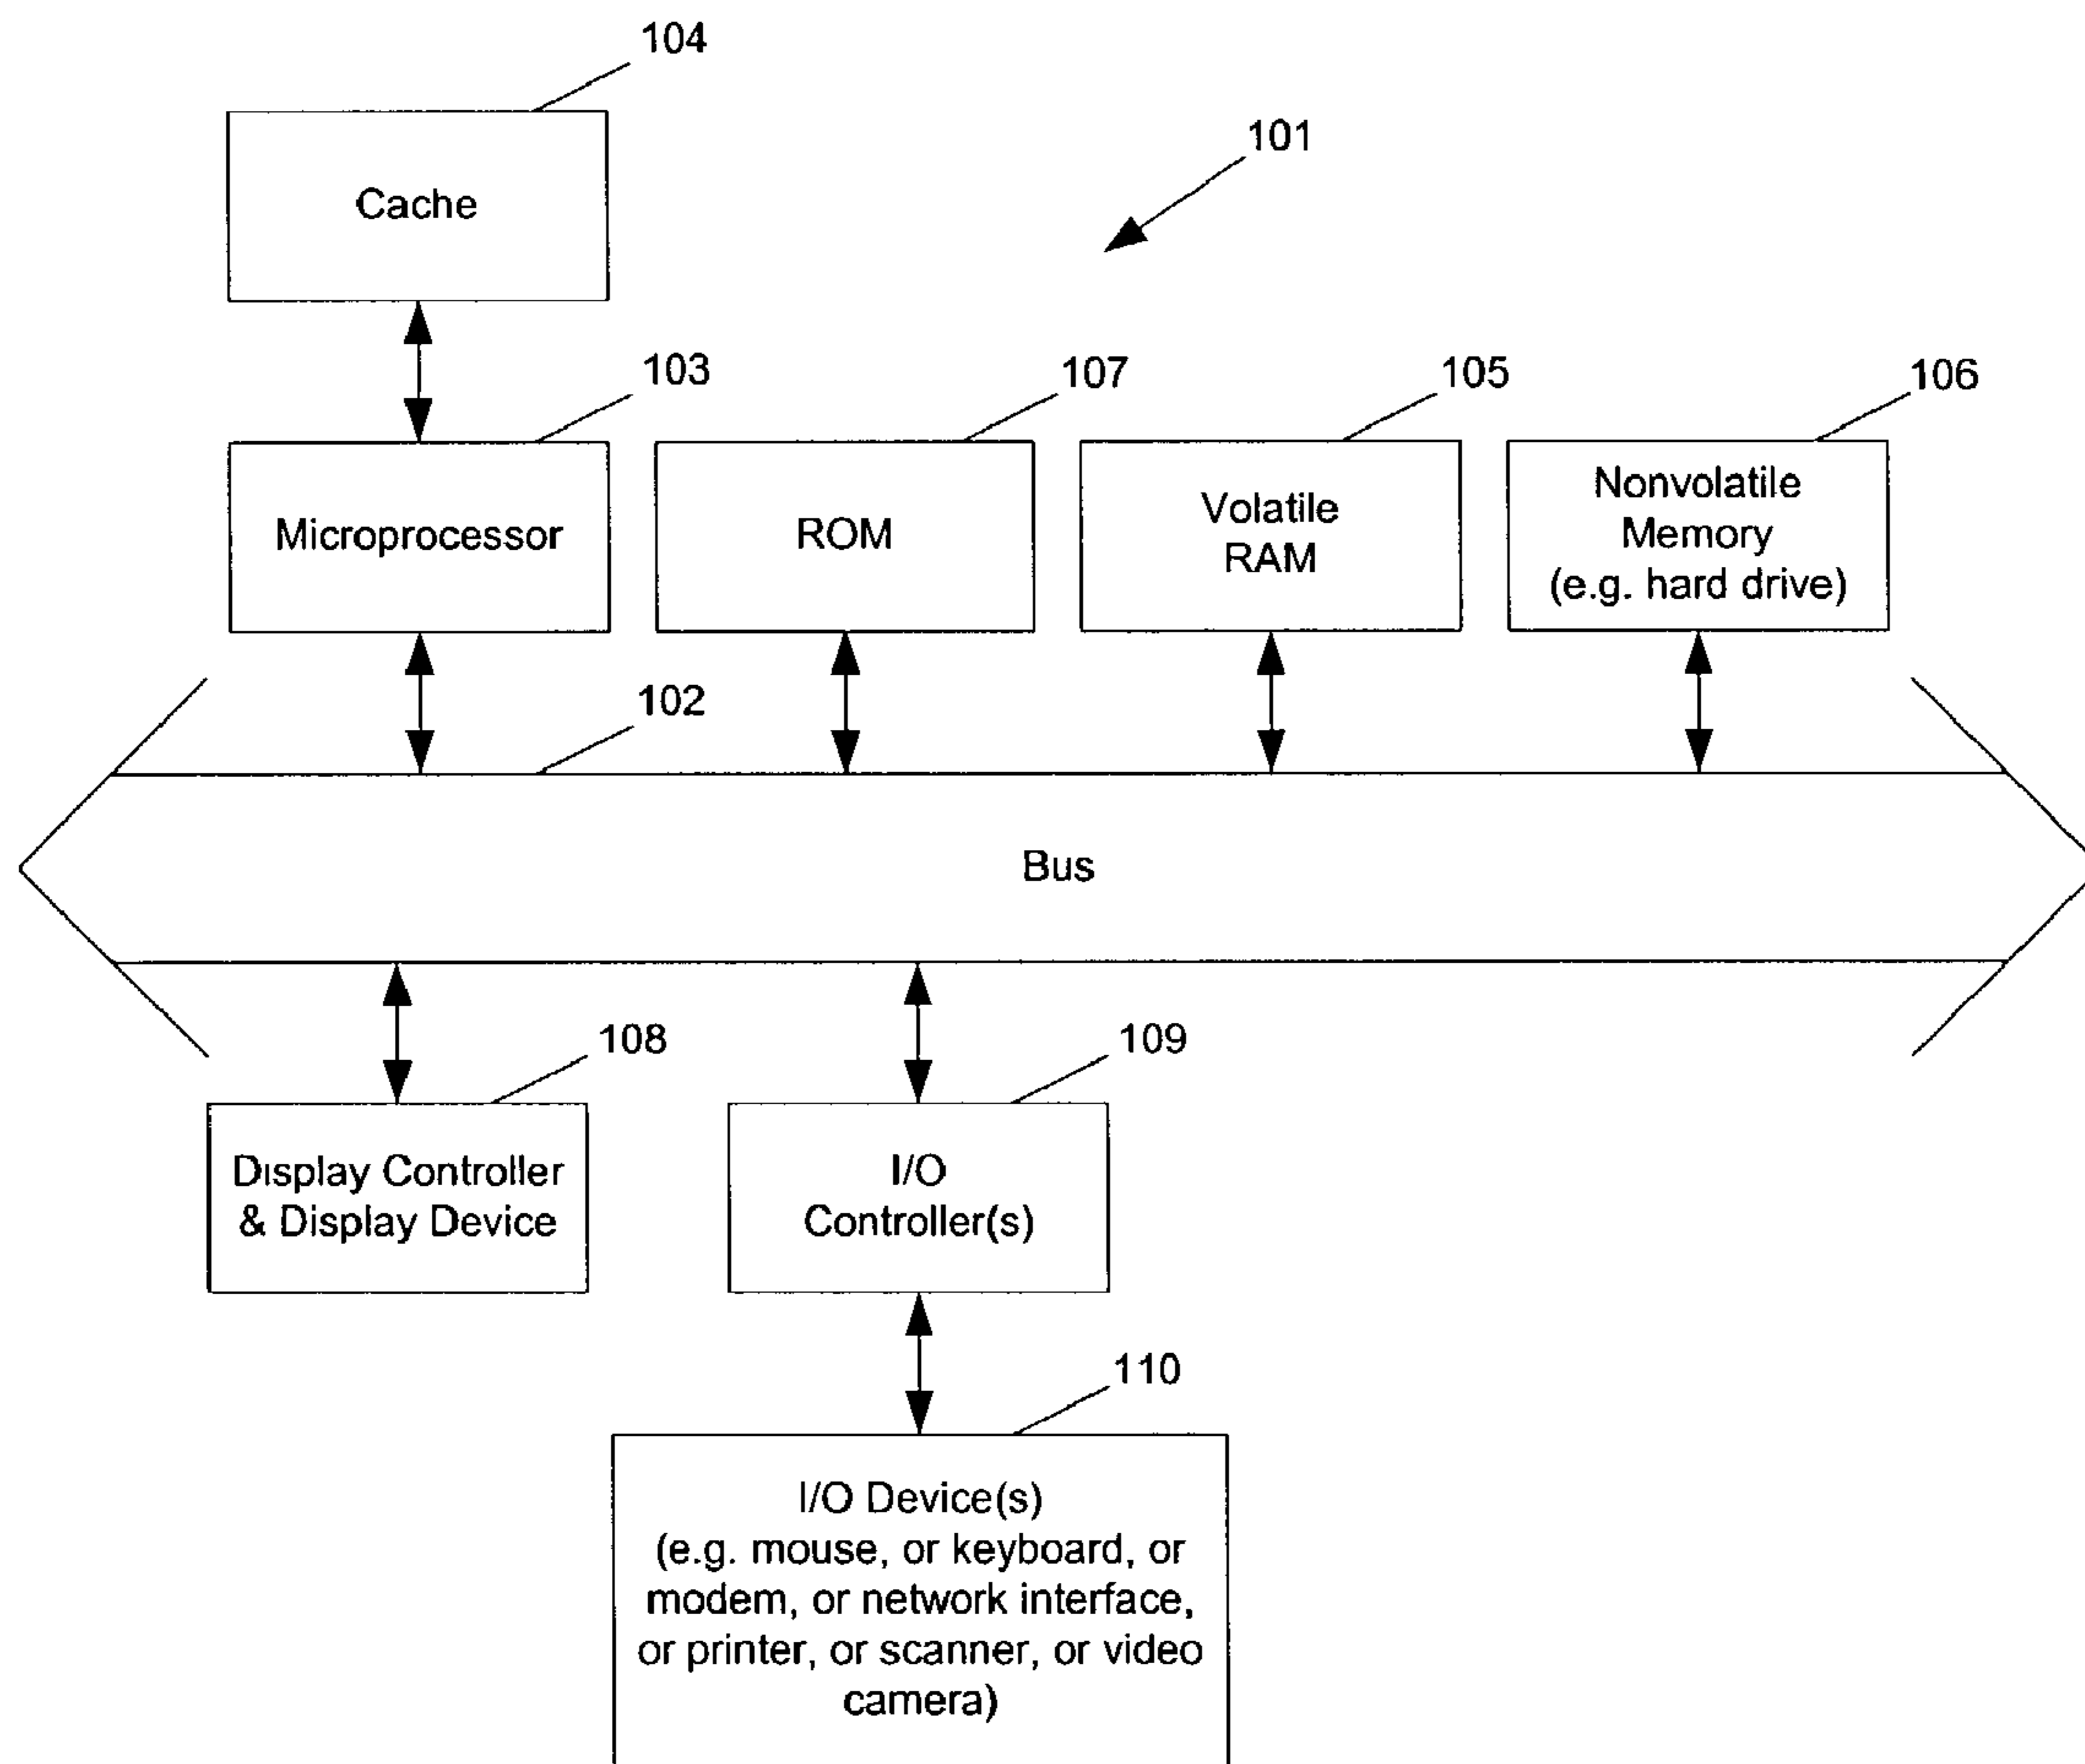 104
Cache
101
103
107
105
106
Microprocessor
ROM
Volatile
RAM
Nonvolatile
Memory
(e.g. hard drive)
102
Bus
108
109
Display Controller
& Display Device
I/O
Controller(s)
110
I/O Device(s)
(e.g. mouse, or keyboard, or
modem, or network interface,
or printer, or scanner, or video
camera)